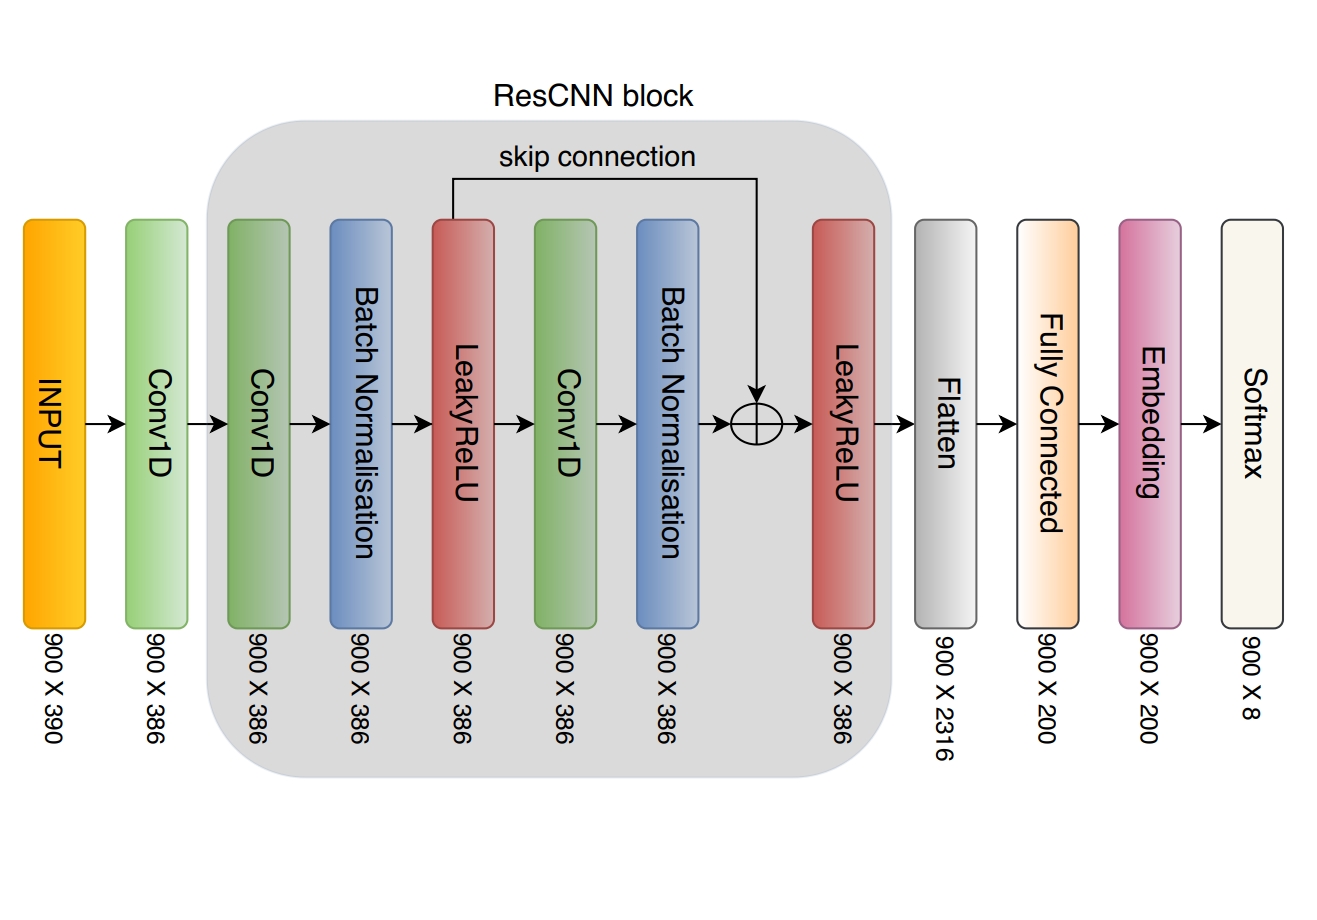 ResCNN block
skip connection
INPUT
Conv1D
Conv1D
Batch Normalisation
LeakyReLU
Conv1D
Batch Normalisation
LeakyReLU
Flatten
Fully Connected
Embedding
Softmax
900 X 390
900 X 386
900 X 386
900 X 386
900 X 386
900 X 386
900 X 386
900 X 386
900 X 2316
900 X 200
900 X 200
900 X 8